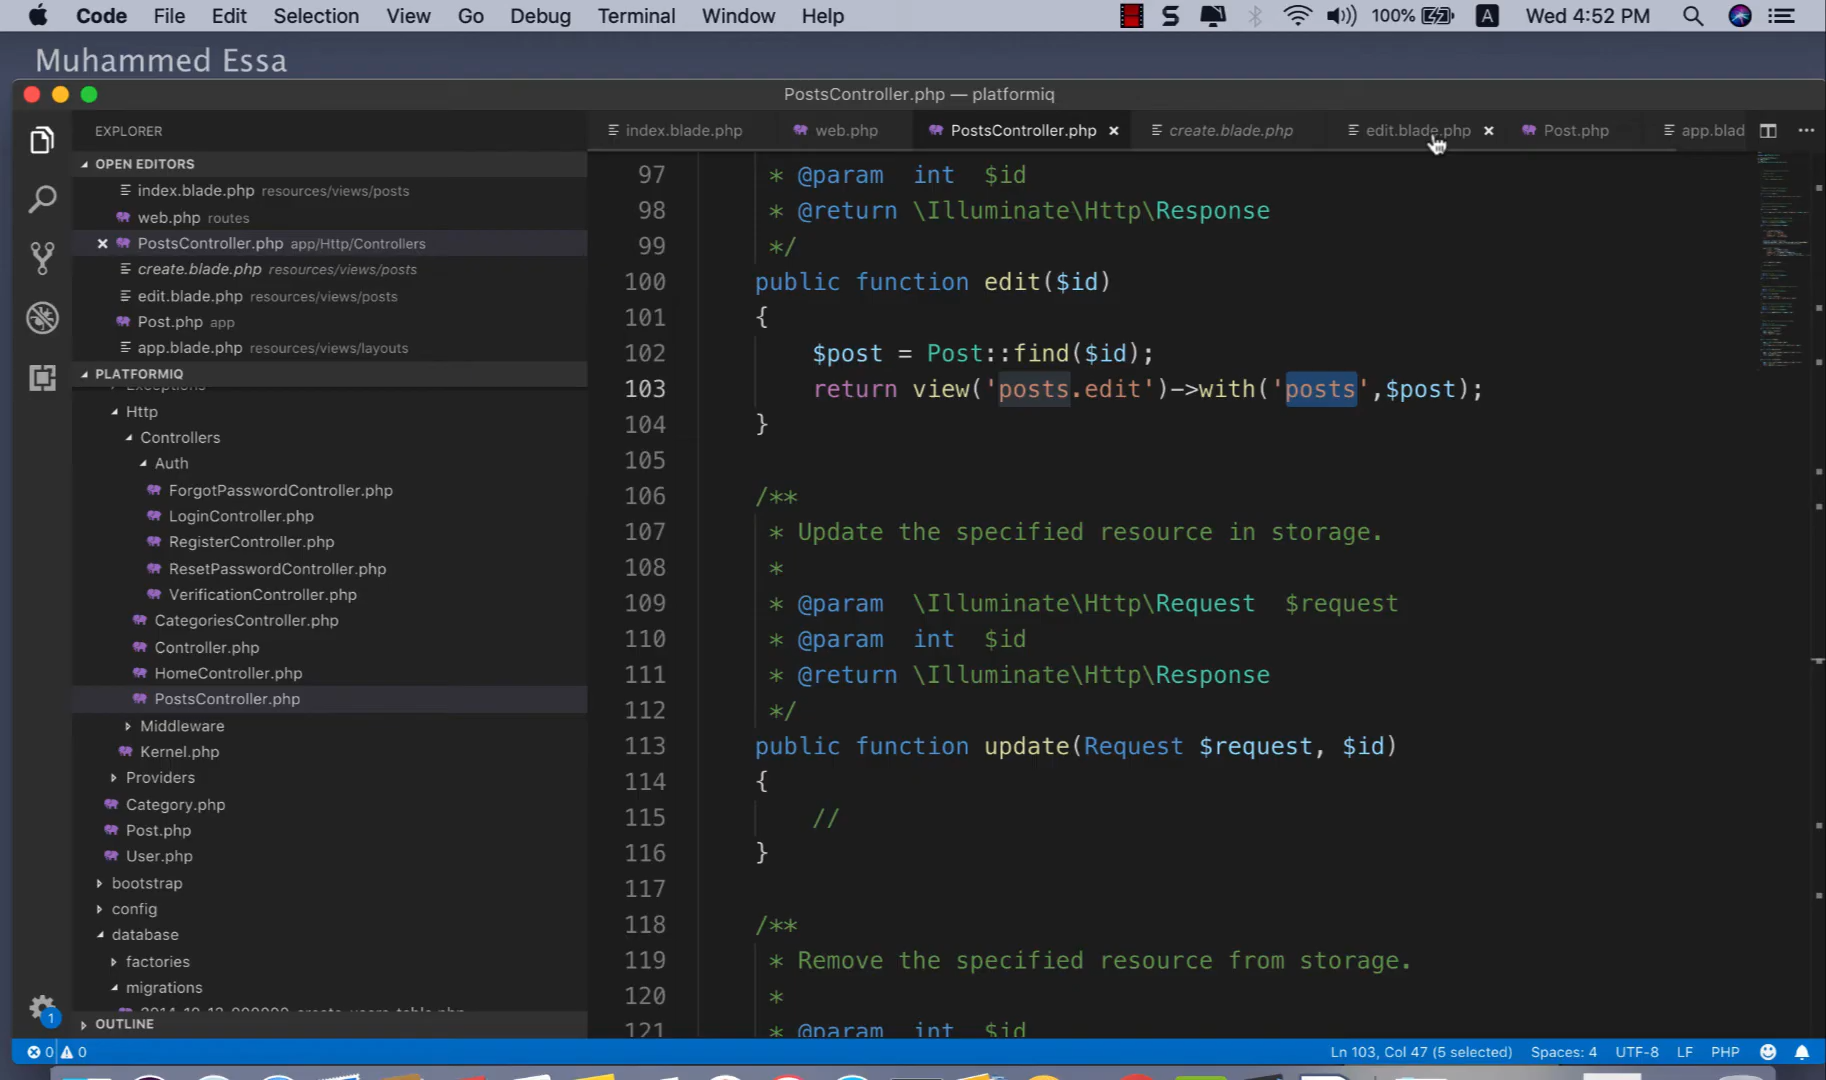 Code File Edit Selection View Go Debug Terminal Window Help 100% A Wed 4:52 PM
Muhammed Essa
PostsController.php — platformiq
EXPLORER
index.blade.php web.php PostsController.php create.blade.php edit.blade.php Post.php app.blad
OPEN EDITORS
index.blade.php resources/views/posts
web.php routes
PostsController.php app/Http/Controllers
create.blade.php resources/views/posts
edit.blade.php resources/views/posts
Post.php app
app.blade.php resources/views/layouts
PLATFORMIQ
Exceptions
Http
Controllers
Auth
ForgotPasswordController.php
LoginController.php
RegisterController.php
ResetPasswordController.php
VerificationController.php
CategoriesController.php
Controller.php
HomeController.php
PostsController.php
Middleware
Kernel.php
Providers
Category.php
Post.php
User.php
bootstrap
config
database
factories
migrations
2014_10_12_000000_create_users_table.php
OUTLINE
97 * @param int $id
98 * @return \Illuminate\Http\Response
99 */
100 public function edit($id)
101 {
102 $post = Post::find($id);
103 return view('posts.edit')->with('posts',$post);
104 }
105
106 /**
107 * Update the specified resource in storage.
108 *
109 * @param \Illuminate\Http\Request $request
110 * @param int $id
111 * @return \Illuminate\Http\Response
112 */
113 public function update(Request $request, $id)
114 {
115 //
116 }
117
118 /**
119 * Remove the specified resource from storage.
120 *
121 * @param int $id
1
0 0 Ln 103, Col 47 (5 selected) Spaces: 4 UTF-8 LF PHP